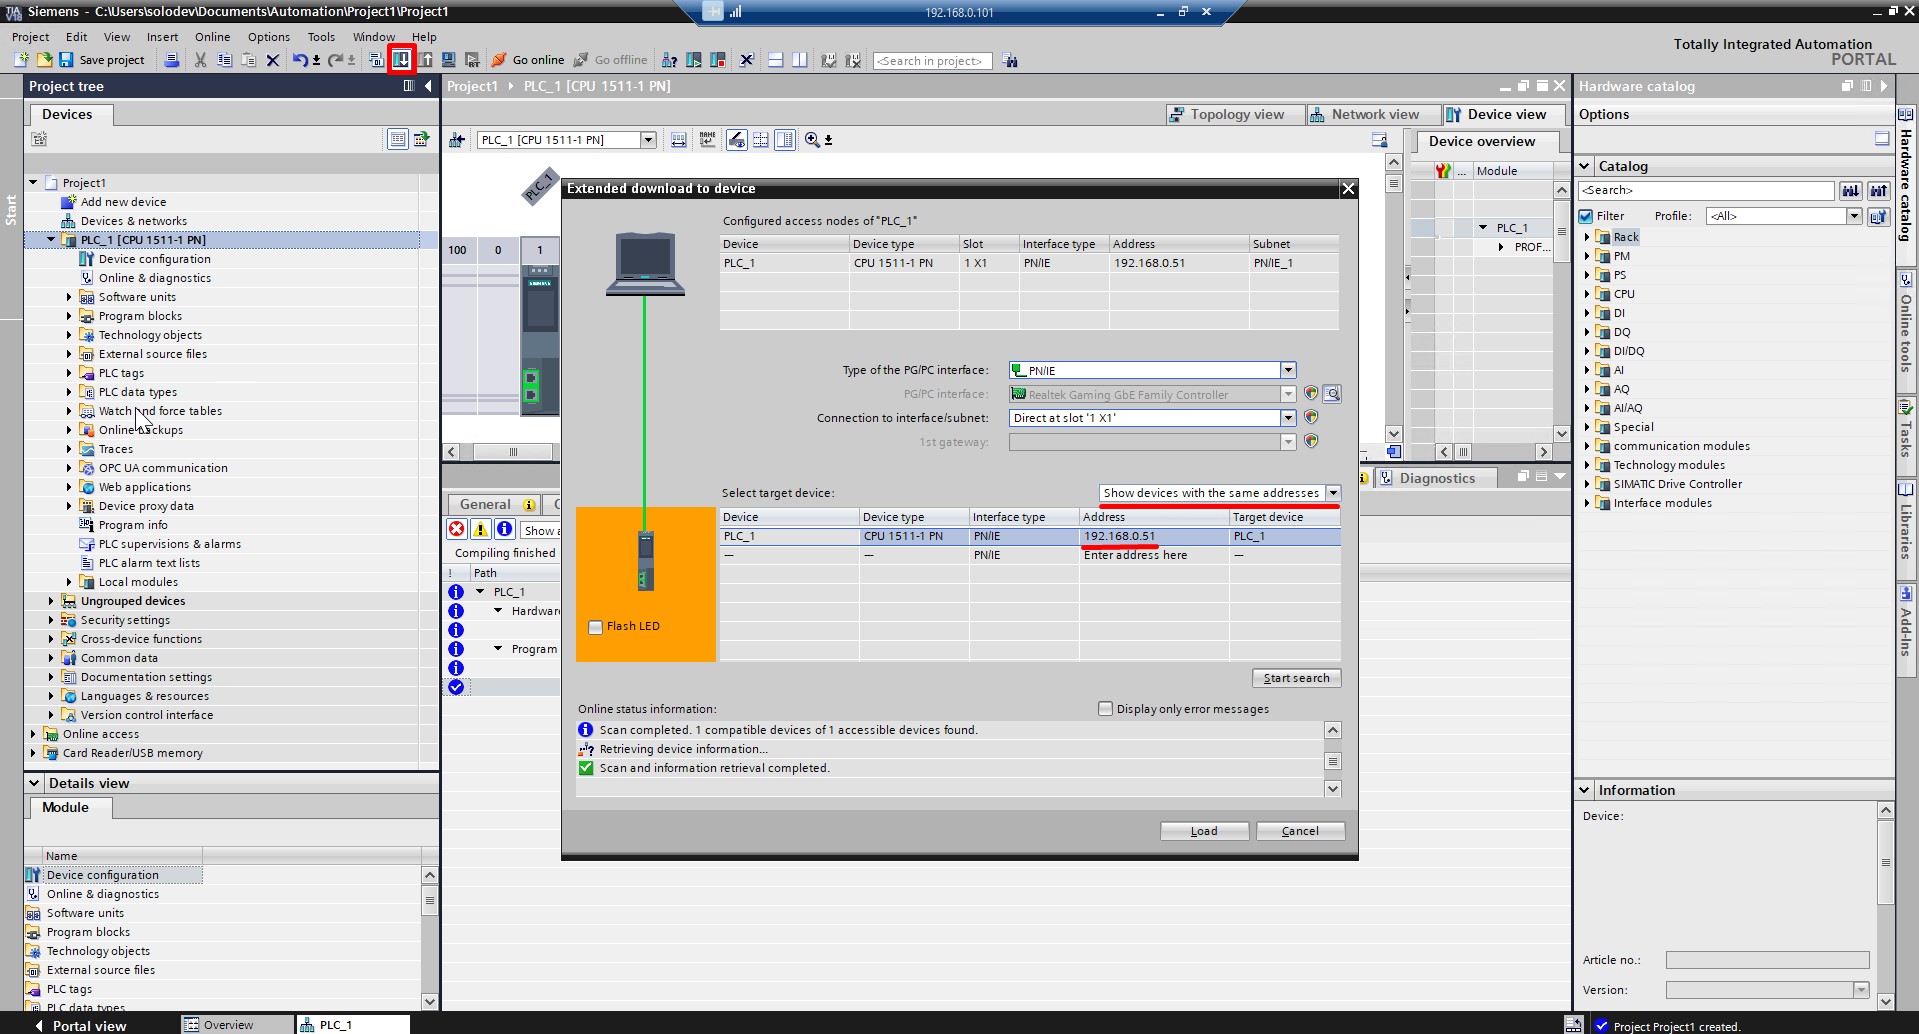 Siemens - C:\Users\solodev\Documents\Automation\Project1\Project1
192.168.0.101
Project Edit View Insert Online Options Tools Window Help
Totally Integrated Automation
PORTAL
Save project
Go online
Go offline
<Search in project>
Project tree
Devices
Start
Project1
Add new device
Devices & networks
PLC_1 [CPU 1511-1 PN]
Device configuration
Online & diagnostics
Software units
Program blocks
Technology objects
External source files
PLC tags
PLC data types
Watch and force tables
Online backups
Traces
OPC UA communication
Web applications
Device proxy data
Program info
PLC supervisions & alarms
PLC alarm text lists
Local modules
Ungrouped devices
Security settings
Cross-device functions
Common data
Documentation settings
Languages & resources
Version control interface
Online access
Card Reader/USB memory
Details view
Module
Name
Device configuration
Online & diagnostics
Software units
Program blocks
Technology objects
External source files
PLC tags
PLC data types
Portal view
Overview
PLC_1
Project1 PLC_1 [CPU 1511-1 PN]
Topology view
Network view
Device view
PLC_1 [CPU 1511-1 PN]
Device overview
... Module
PLC_1
PROF...
PLC_1
100 0 1
SIEMENS
Diagnostics
General
Show a
Compiling finished
! Path
PLC_1
Hardware
Program
Extended download to device
Configured access nodes of "PLC_1"
Device Device type Slot Interface type Address Subnet
PLC_1 CPU 1511-1 PN 1 X1 PN/IE 192.168.0.51 PN/IE_1
Type of the PG/PC interface: PN/IE
PG/PC interface: Realtek Gaming GbE Family Controller
Connection to interface/subnet: Direct at slot '1 X1'
1st gateway:
Select target device: Show devices with the same addresses
Device Device type Interface type Address Target device
PLC_1 CPU 1511-1 PN PN/IE 192.168.0.51 PLC_1
— — PN/IE Enter address here —
Flash LED
Start search
Online status information:
Display only error messages
Scan completed. 1 compatible devices of 1 accessible devices found.
Retrieving device information...
Scan and information retrieval completed.
Load
Cancel
Hardware catalog
Options
Catalog
<Search>
Filter
Profile: <All>
Rack
PM
PS
CPU
DI
DQ
DI/DQ
AI
AQ
AI/AQ
Special
communication modules
Technology modules
SIMATIC Drive Controller
Interface modules
Information
Device:
Article no.:
Version:
Hardware catalog
Online tools
Tasks
Libraries
Add-Ins
Project Project1 created.